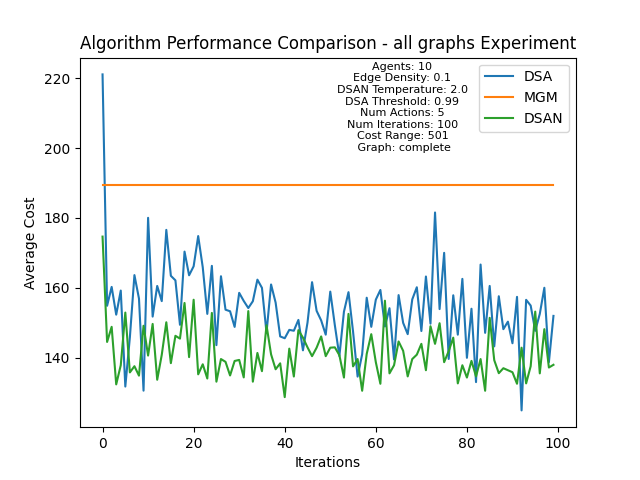 Algorithm Performance Comparison - all graphs Experiment
Agents: 10
Edge Density: 0.1
DSAN Temperature: 2.0
DSA Threshold: 0.99
Num Actions: 5
Num Iterations: 100
Cost Range: 501
Graph: complete
DSA
MGM
DSAN
220
200
180
160
140
Average Cost
0 20 40 60 80 100
Iterations